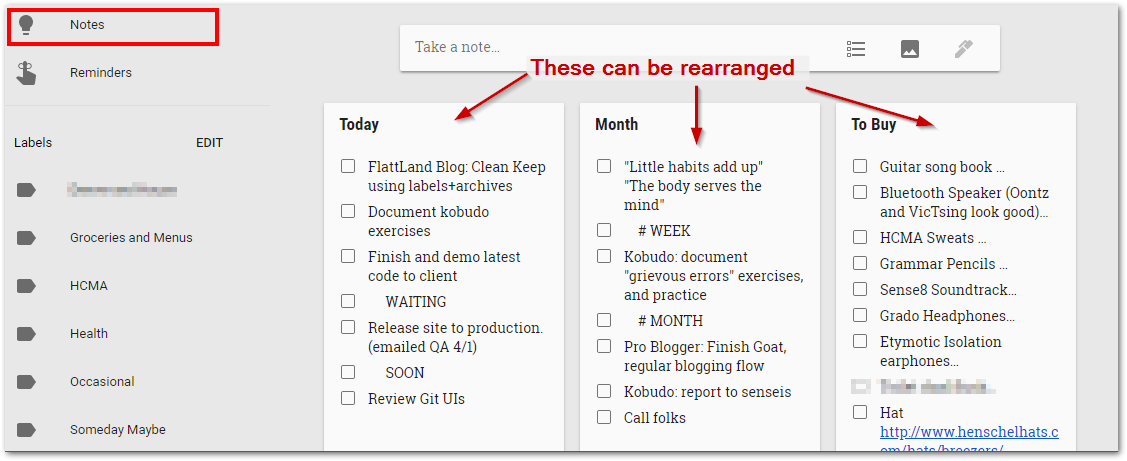 Notes
Reminders
Labels
EDIT
Groceries and Menus
HCMA
Health
Occasional
Someday Maybe
Take a note...
These can be rearranged
Today
FlattLand Blog: Clean Keep
using labels+archives
Document kobudo
exercises
Finish and demo latest
code to client
WAITING
Release site to production.
(emailed QA 4/1)
SOON
Review Git UIs
Month
"Little habits add up"
"The body serves the
mind"
# WEEK
Kobudo: document
"grievous errors" exercises,
and practice
# MONTH
Pro Blogger: Finish Goat,
regular blogging flow
Kobudo: report to senseis
Call folks
To Buy
Guitar song book ...
Bluetooth Speaker (Oontz
and VicTsing look good)...
HCMA Sweats ...
Grammar Pencils ...
Sense8 Soundtrack...
Grado Headphones...
Etymotic Isolation
earphones...
Hat
http://www.henschelhats.c
om/hats/breezers/